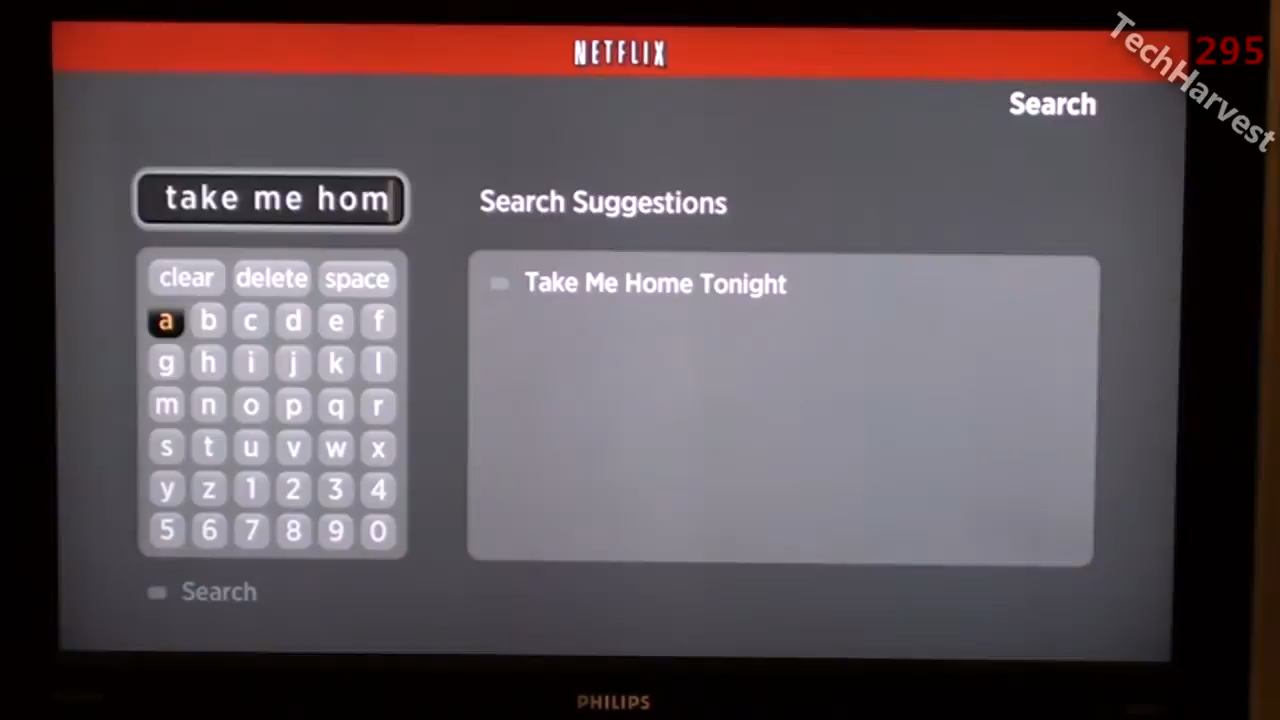 NETFLIX
TechHarvest
295
Search
take me hom
Search Suggestions
clear delete space
Take Me Home Tonight
a b c d e f
g h i j k l
m n o p q r
s t u v w x
y z 1 2 3 4
5 6 7 8 9 0
Search
PHILIPS